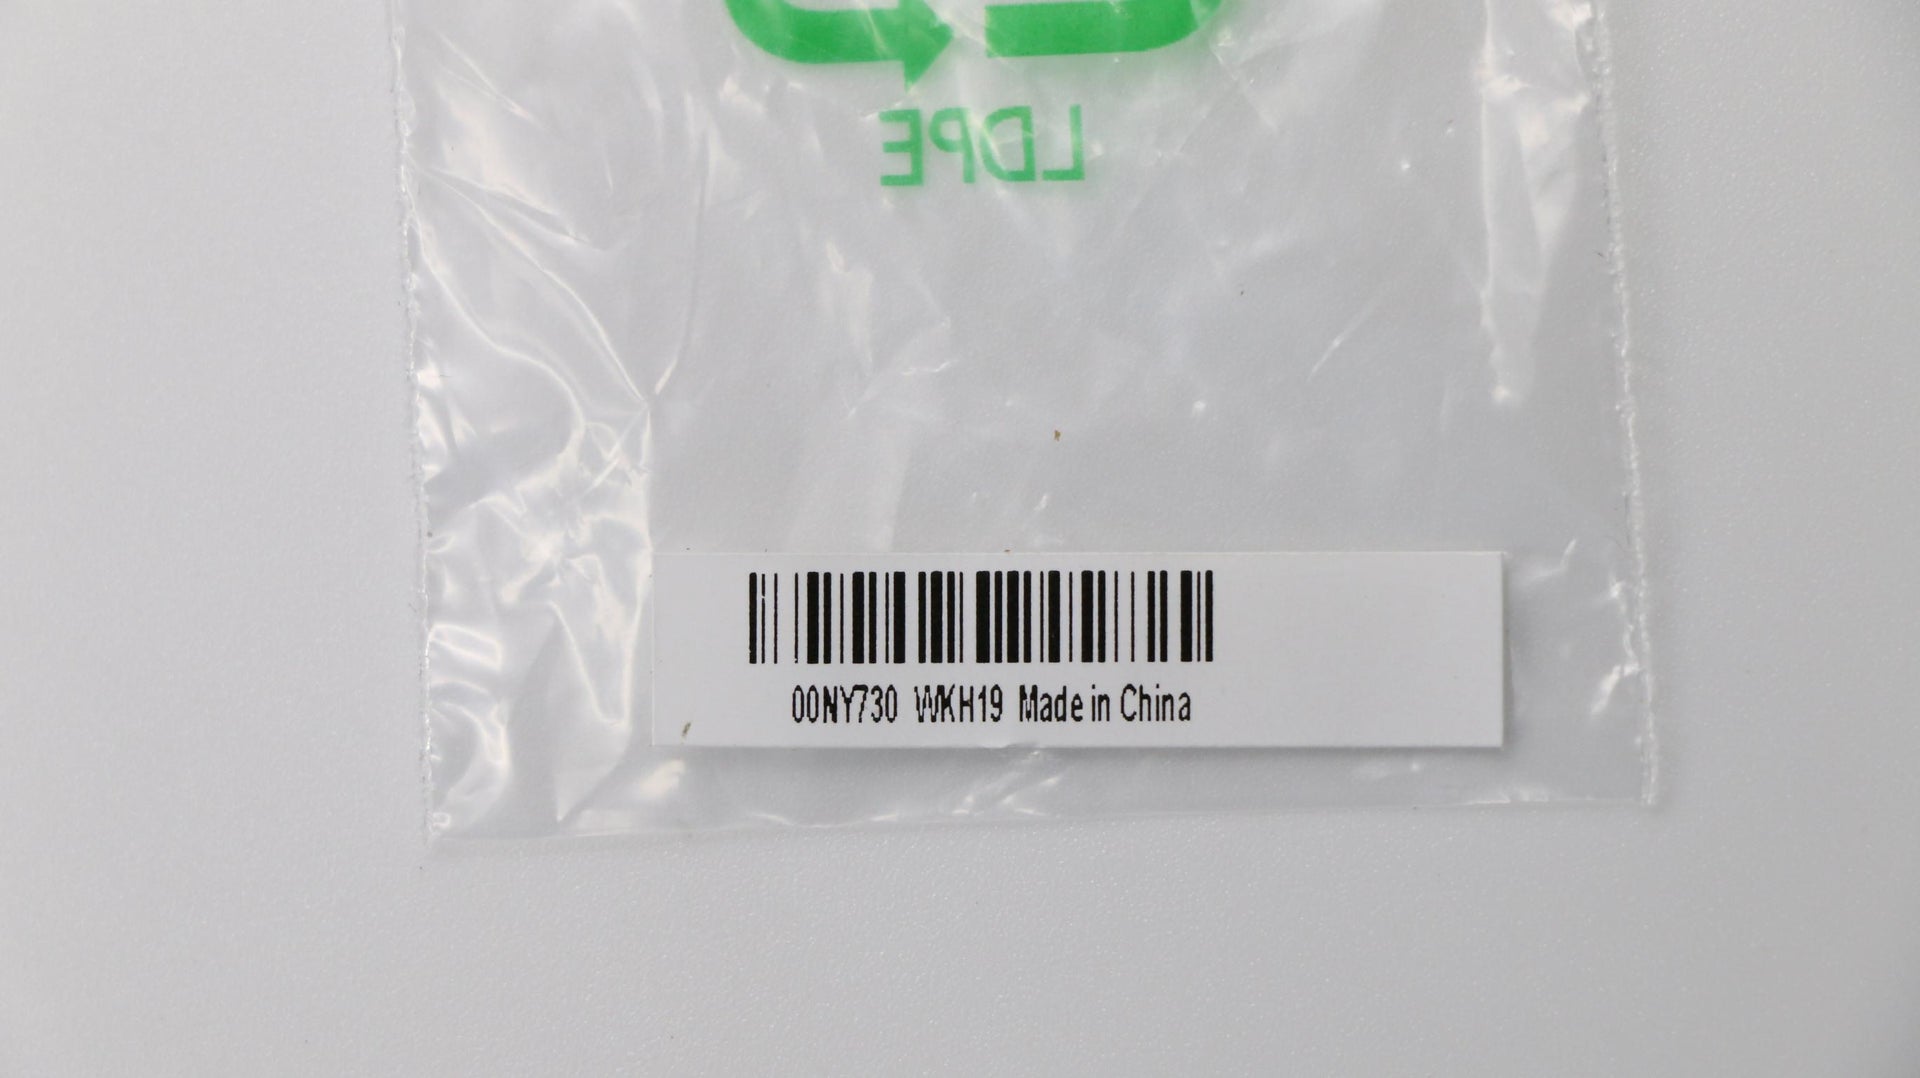 LDPE
00NY730 WKH19 Made in China